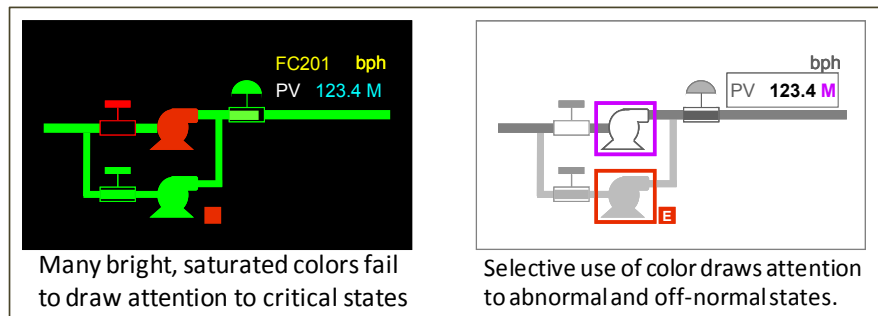 FC201 bph
PV 123.4 M
bph
PV 123.4 M
E
Many bright, saturated colors fail
to draw attention to critical states
Selective use of color draws attention
to abnormal and off-normal states.